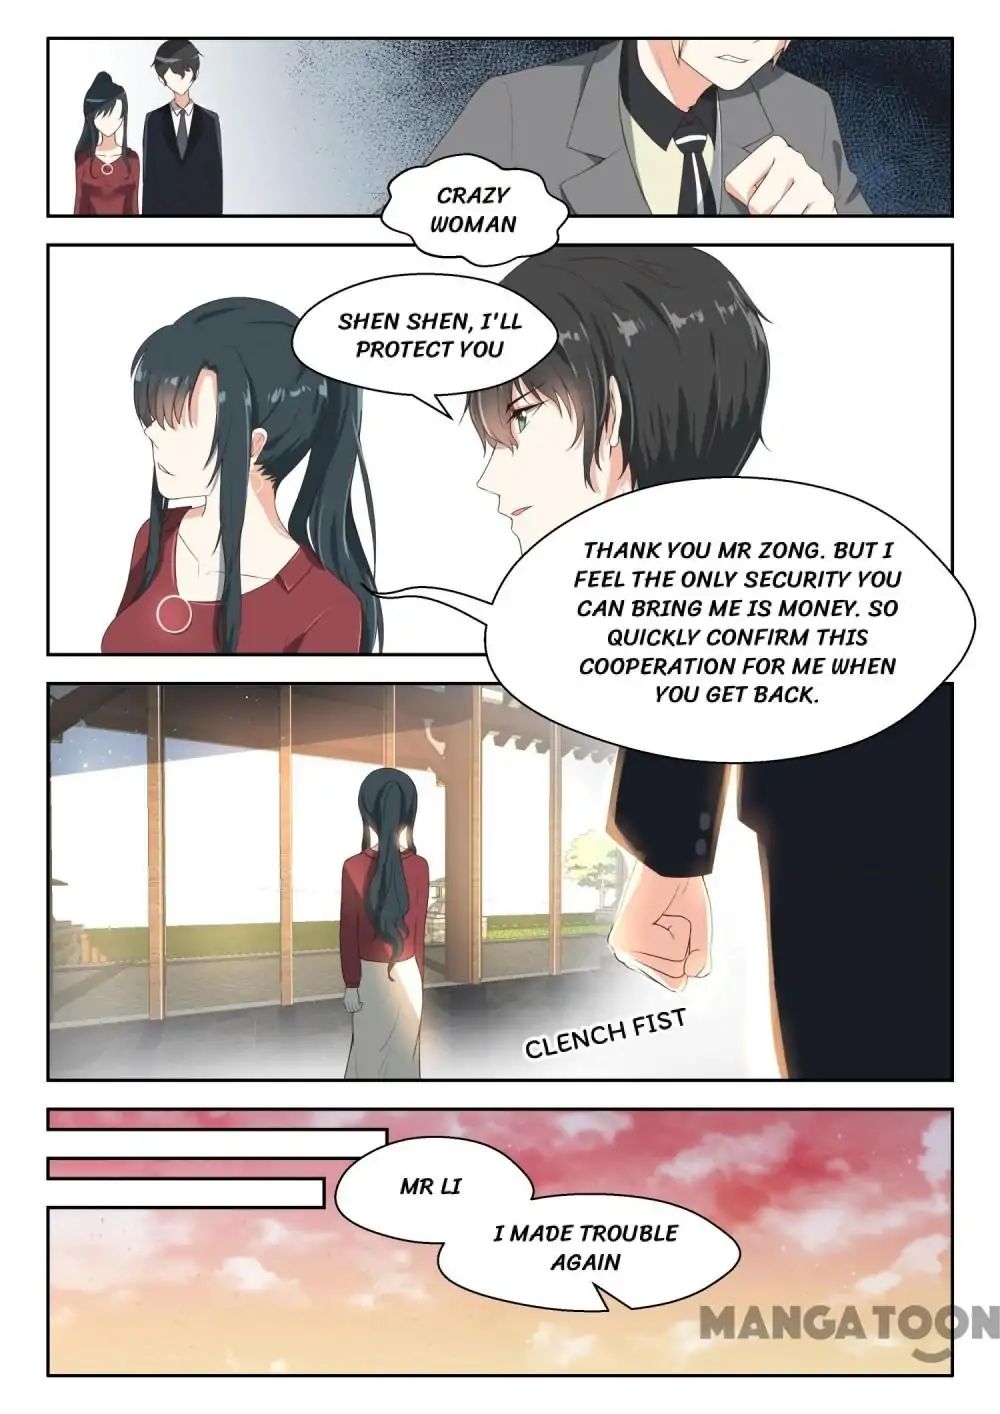 CRAZY
WOMAN
SHEN SHEN, I'LL
PROTECT YOU
THANK YOU MR ZONG. BUT I
FEEL THE ONLY SECURITY YOU
CAN BRING ME IS MONEY. SO
QUICKLY CONFIRM THIS
COOPERATION FOR ME WHEN
YOU GET BACK.
CLENCH FIST
MR LI
I MADE TROUBLE
AGAIN
MANGATOON